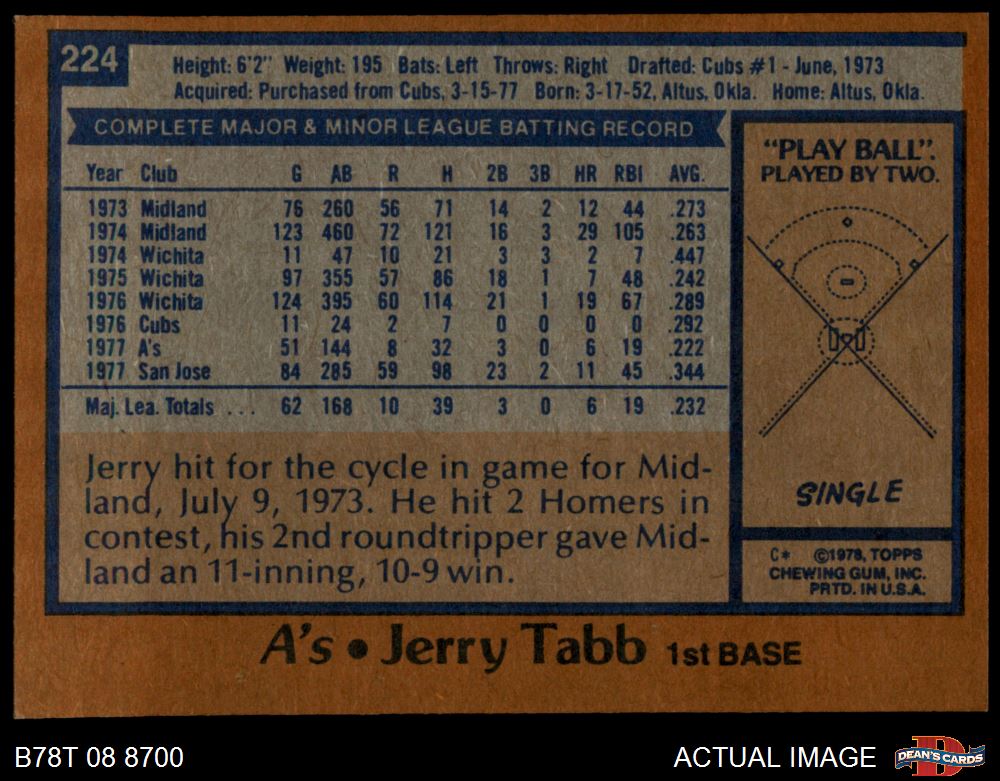 224
Height: 6'2" Weight: 195 Bats: Left Throws: Right Drafted: Cubs #1 - June, 1973
Acquired: Purchased from Cubs, 3-15-77 Born: 3-17-52, Altus, Okla. Home: Altus, Okla.
COMPLETE MAJOR & MINOR LEAGUE BATTING RECORD
Year Club G AB R H 2B 3B HR RBI AVG.
1973 Midland 76 260 56 71 14 2 12 44 .273
1974 Midland 123 460 72 121 16 3 29 105 .263
1974 Wichita 11 47 10 21 3 3 2 7 .447
1975 Wichita 97 355 57 86 18 1 7 48 .242
1976 Wichita 124 395 60 114 21 1 19 67 .289
1976 Cubs 11 24 2 7 0 0 0 0 .292
1977 A's 51 144 8 32 3 0 6 19 .222
1977 San Jose 84 285 59 98 23 2 11 45 .344
Maj. Lea. Totals ... 62 168 10 39 3 0 6 19 .232
Jerry hit for the cycle in game for Mid-
land, July 9, 1973. He hit 2 Homers in
contest, his 2nd roundtripper gave Mid-
land an 11-inning, 10-9 win.
"PLAY BALL".
PLAYED BY TWO.
SINGLE
C* ©1978, TOPPS
CHEWING GUM, INC.
PRTD. IN U.S.A.
A's • Jerry Tabb 1st BASE
B78T 08 8700
ACTUAL IMAGE
D
DEAN'S CARDS